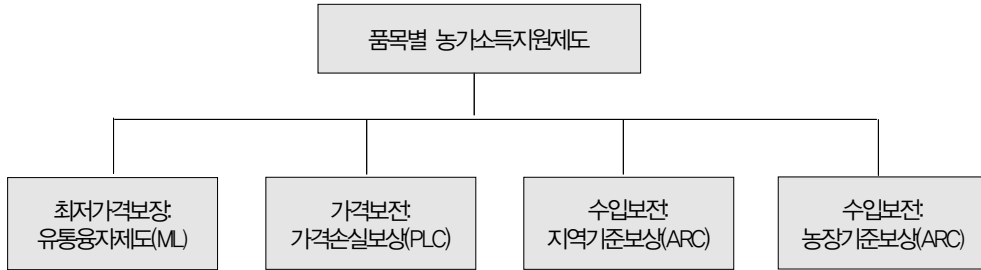 품목별 농가소득지원제도
최저가격보장:
유통융자제도(ML)
가격보전:
가격손실보상(PLC)
수입보전:
지역기준보상(ARC)
수입보전:
농장기준보상(ARC)